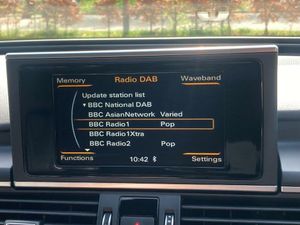 Memory Radio DAB Waveband
Update station list
BBC National DAB
BBC AsianNetwork Varied
BBC Radio1 Pop
BBC Radio1Xtra
BBC Radio2 Pop
Functions 10:42 Settings